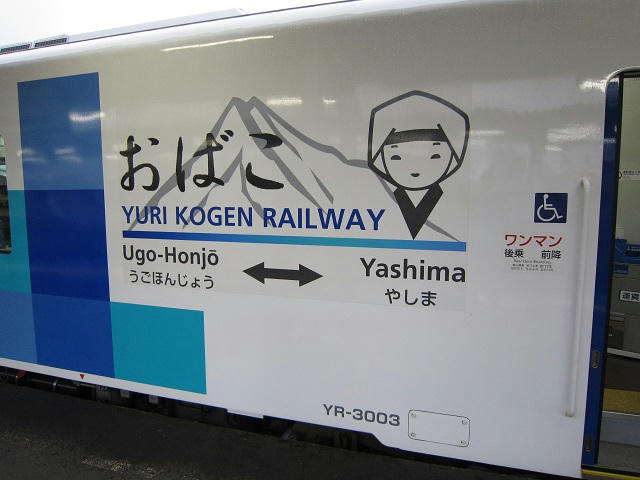 おばこ
YURI KOGEN RAILWAY
Ugo-Honjō
うごほんじょう
Yashima
やしま
ワンマン
後乗 前降
YR-3003